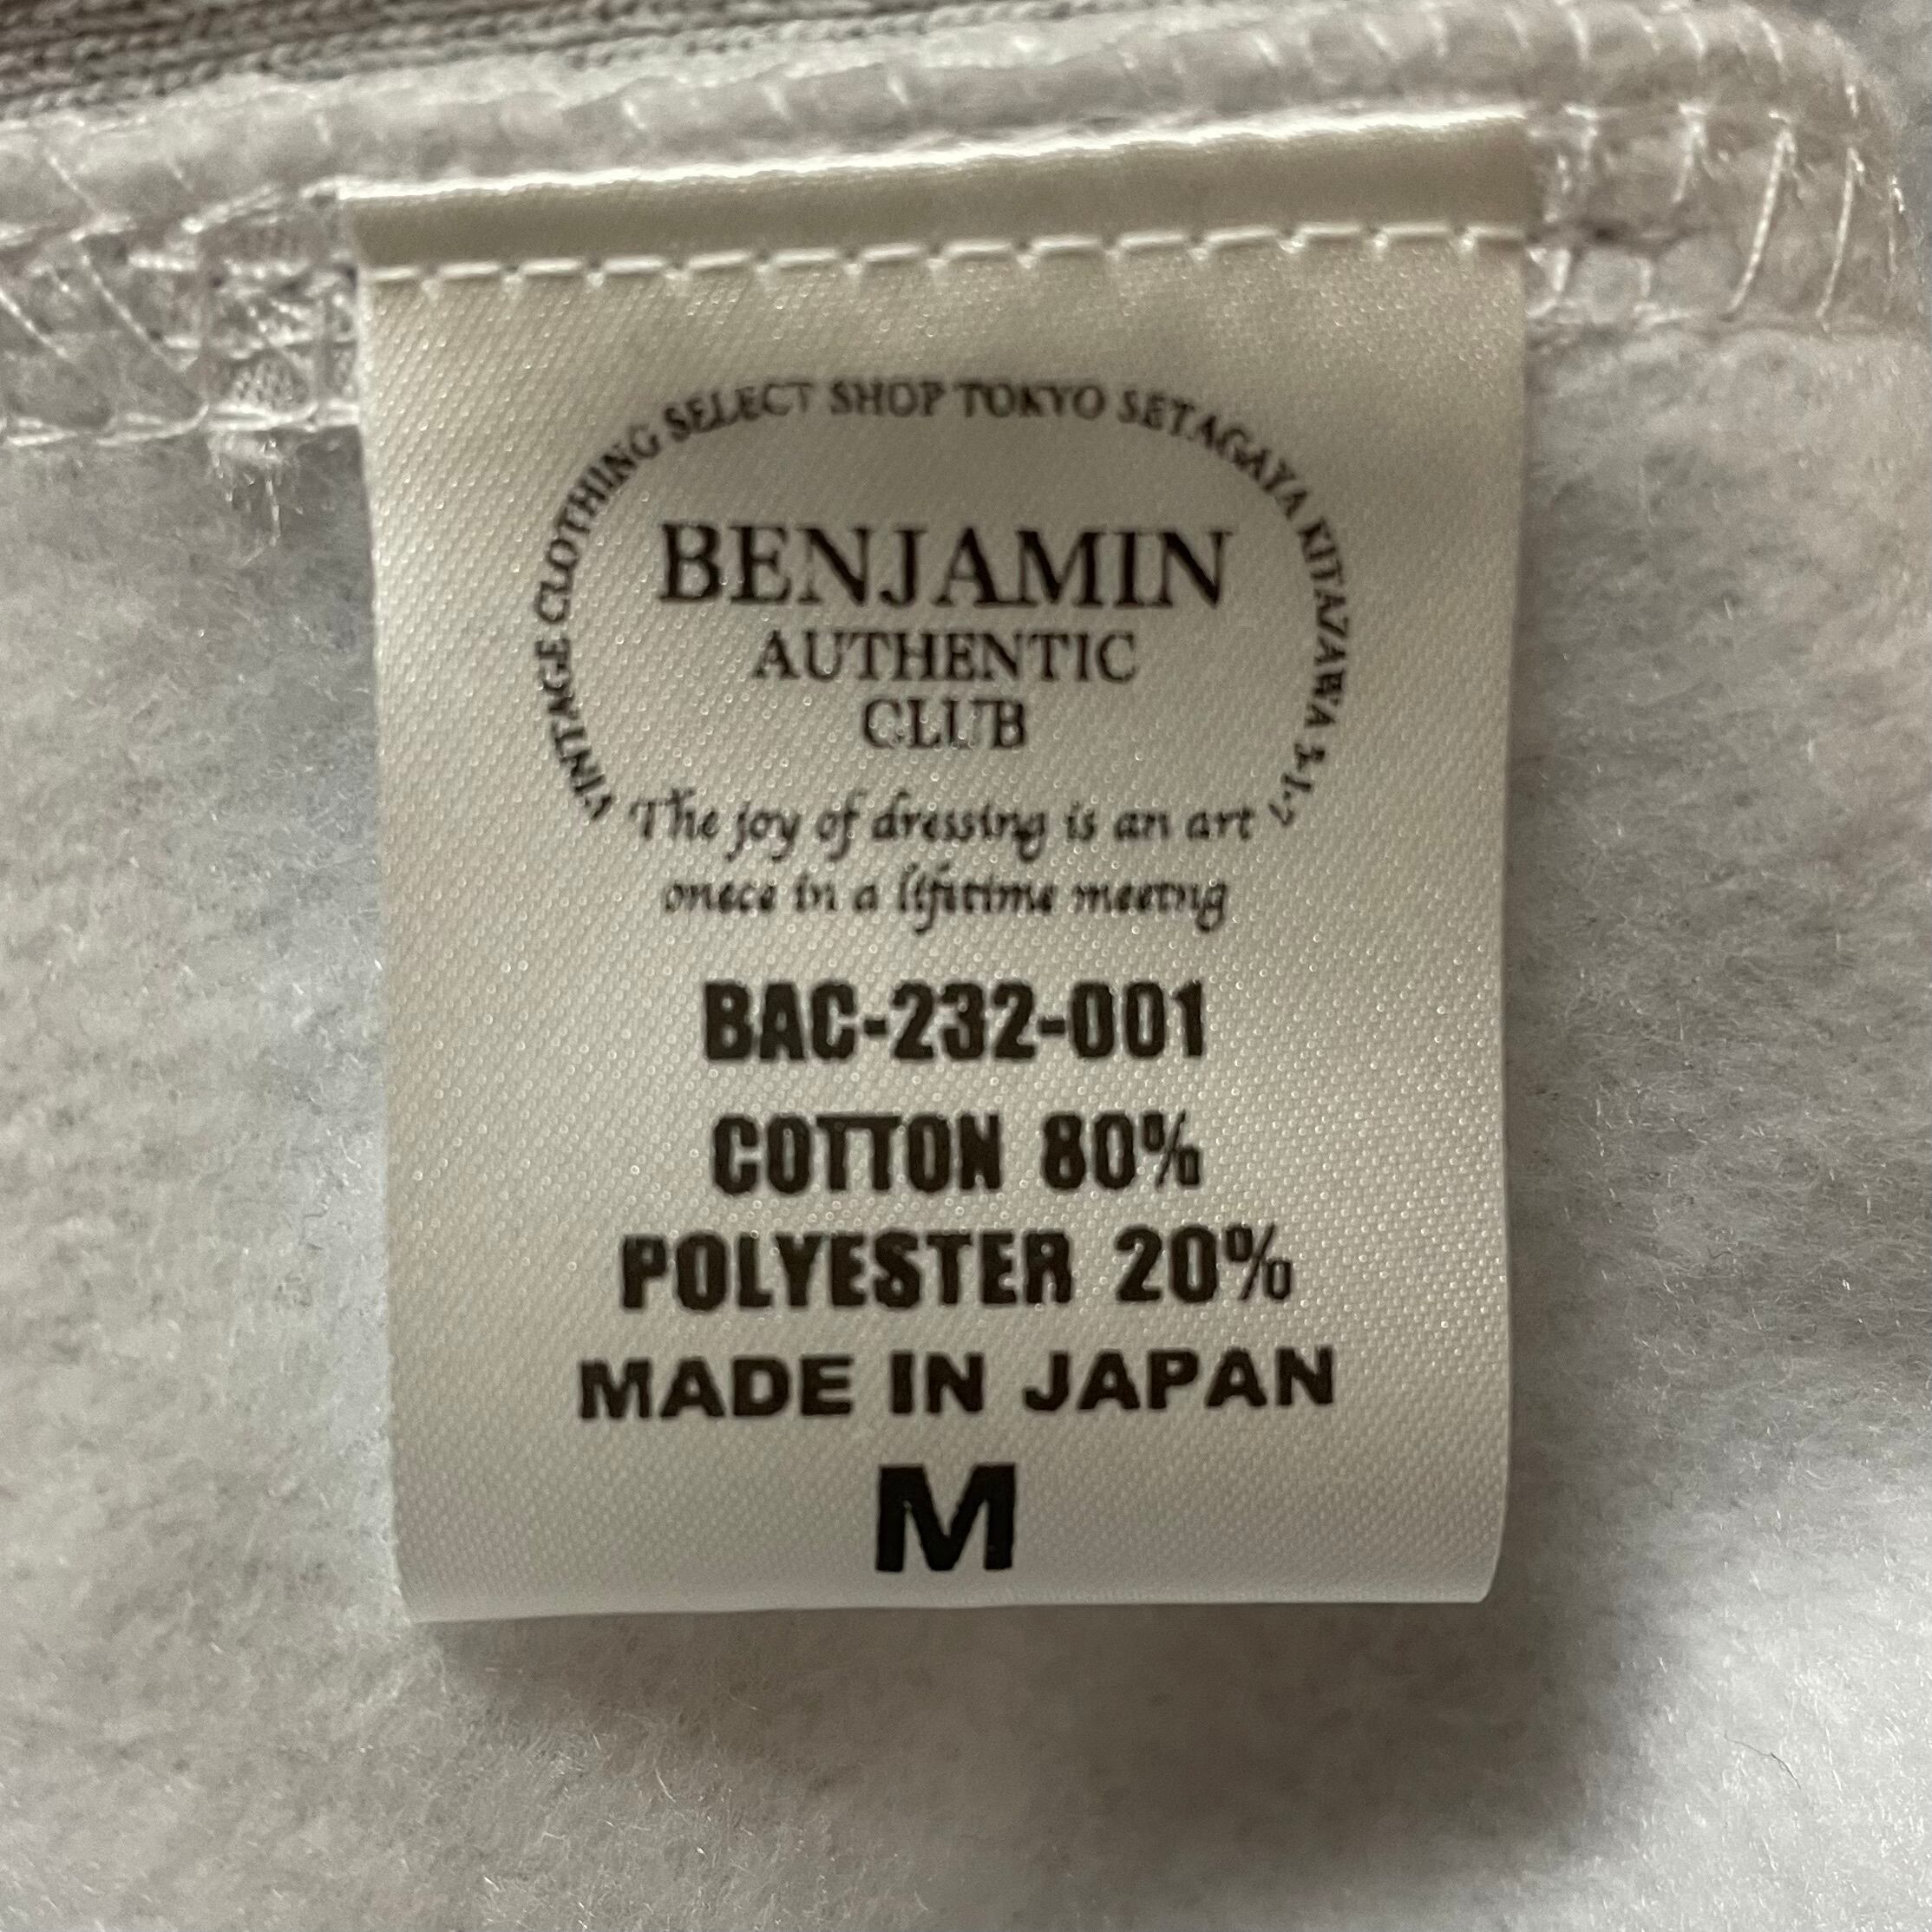 VINTAGE CLOTHING SELECT SHOP TOKYO SETAGAYA KITAZAWA 3-1-7
BENJAMIN
AUTHENTIC
CLUB
The joy of dressing is an art
onece in a lifetime meetng
BAC-232-001
COTTON 80%
POLYESTER 20%
MADE IN JAPAN
M